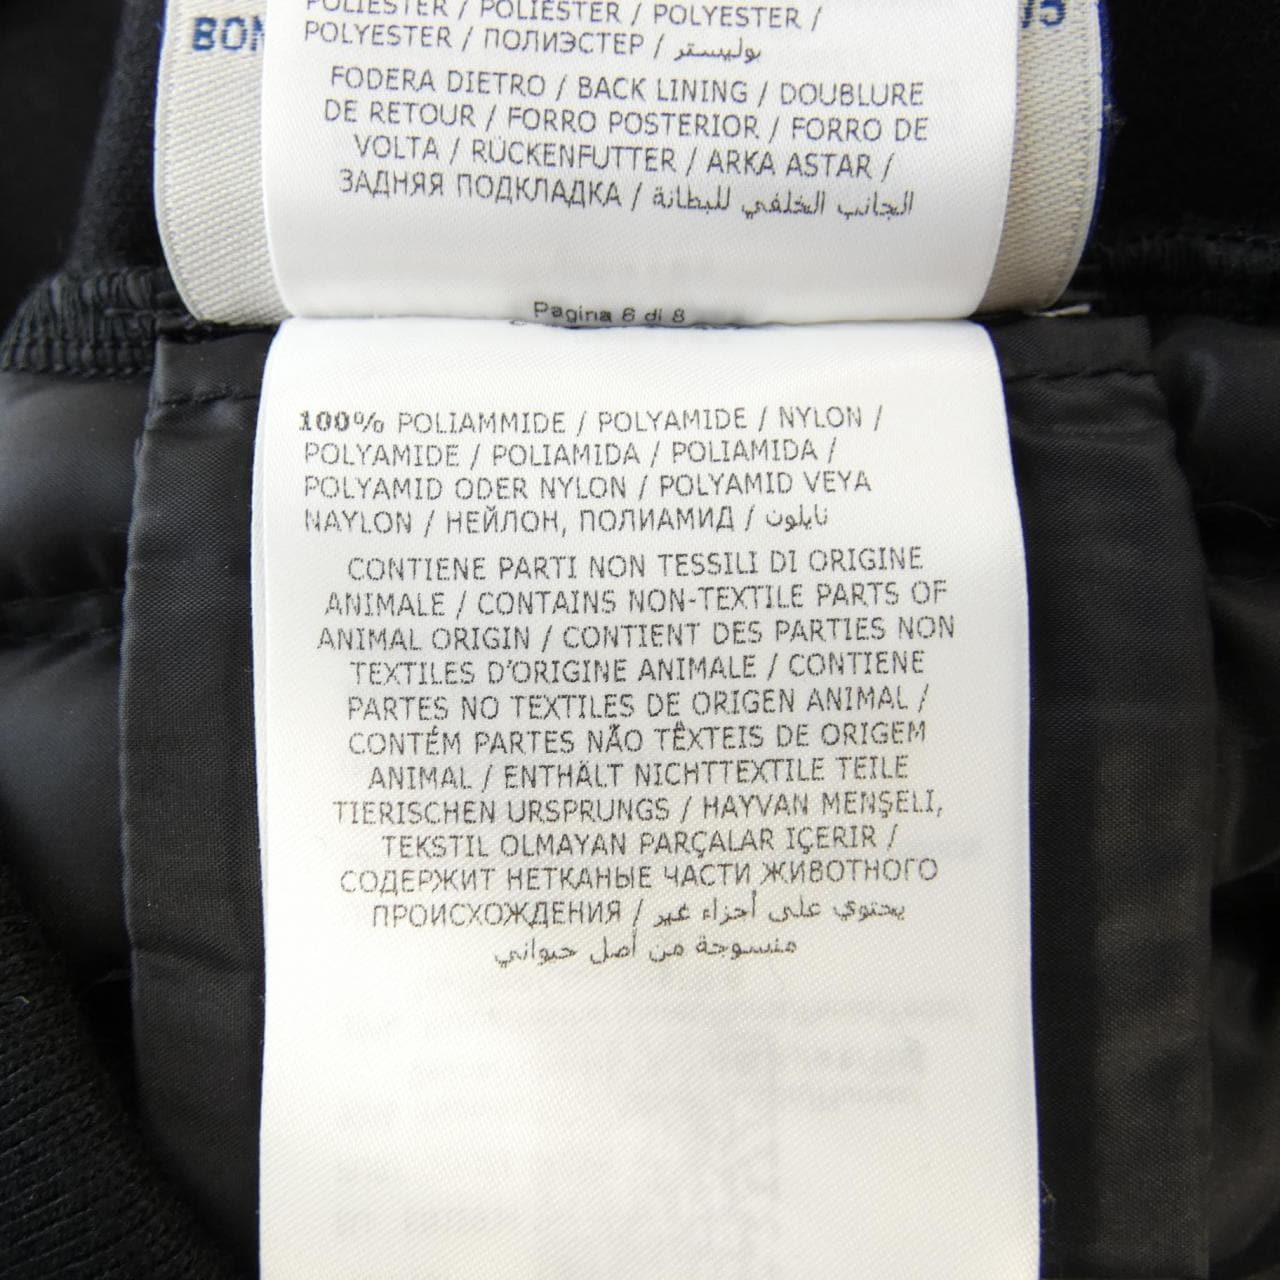 BON
/5
POLIESTER / POLIÉSTER / POLYESTER /
POLYESTER / ПОЛИЭСТЕР / بوليستر
FODERA DIETRO / BACK LINING / DOUBLURE
DE RETOUR / FORRO POSTERIOR / FORRO DE
VOLTA / RÜCKENFUTTER / ARKA ASTAR /
ЗАДНЯЯ ПОДКЛАДКА / الجانب الخلفي للبطانة
Pagina 6 di 8
100% POLIAMMIDE / POLYAMIDE / NYLON /
POLYAMIDE / POLIAMIDA / POLIAMIDA /
POLYAMID ODER NYLON / POLYAMID VEYA
NAYLON / НЕЙЛОН, ПОЛИАМИД / نايلون
CONTIENE PARTI NON TESSILI DI ORIGINE
ANIMALE / CONTAINS NON-TEXTILE PARTS OF
ANIMAL ORIGIN / CONTIENT DES PARTIES NON
TEXTILES D'ORIGINE ANIMALE / CONTIENE
PARTES NO TEXTILES DE ORIGEN ANIMAL /
CONTÉM PARTES NÃO TÊXTEIS DE ORIGEM
ANIMAL / ENTHÄLT NICHTTEXTILE TEILE
TIERISCHEN URSPRUNGS / HAYVAN MENŞELİ,
TEKSTIL OLMAYAN PARÇALAR IÇERIR /
СОДЕРЖИТ НЕТКАНЫЕ ЧАСТИ ЖИВОТНОГО
ПРОИСХОЖДЕНИЯ / يحتوي على أجزاء غير
منسوجة من أصل حيواني